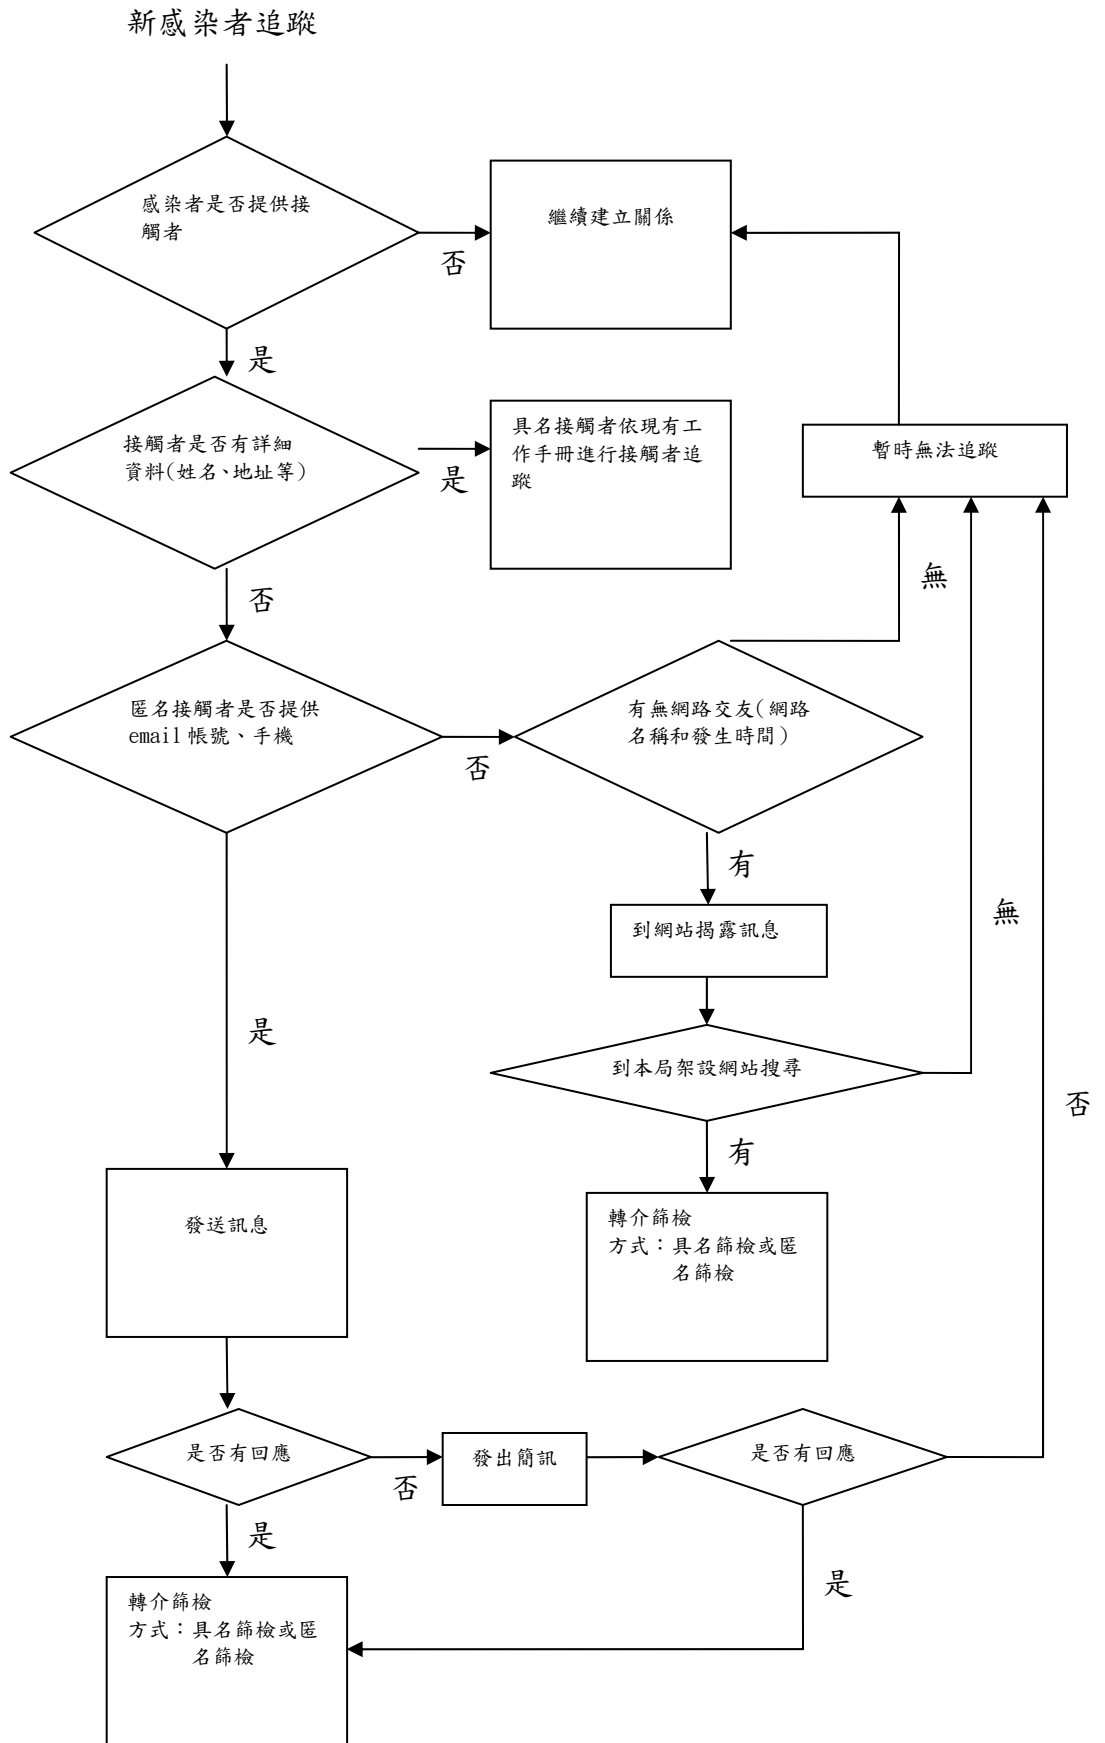 新感染者追蹤
感染者是否提供接
觸者
否
繼續建立關係
是
接觸者是否有詳細
資料(姓名、地址等)
是
具名接觸者依現有工
作手冊進行接觸者追
蹤
暫時無法追蹤
否
無
匿名接觸者是否提供
email 帳號、手機
否
有無網路交友(網路
名稱和發生時間)
有
無
到網站揭露訊息
是
到本局架設網站搜尋
否
有
發送訊息
轉介篩檢
方式：具名篩檢或匿
名篩檢
是否有回應
否
發出簡訊
是否有回應
是
是
轉介篩檢
方式：具名篩檢或匿
名篩檢